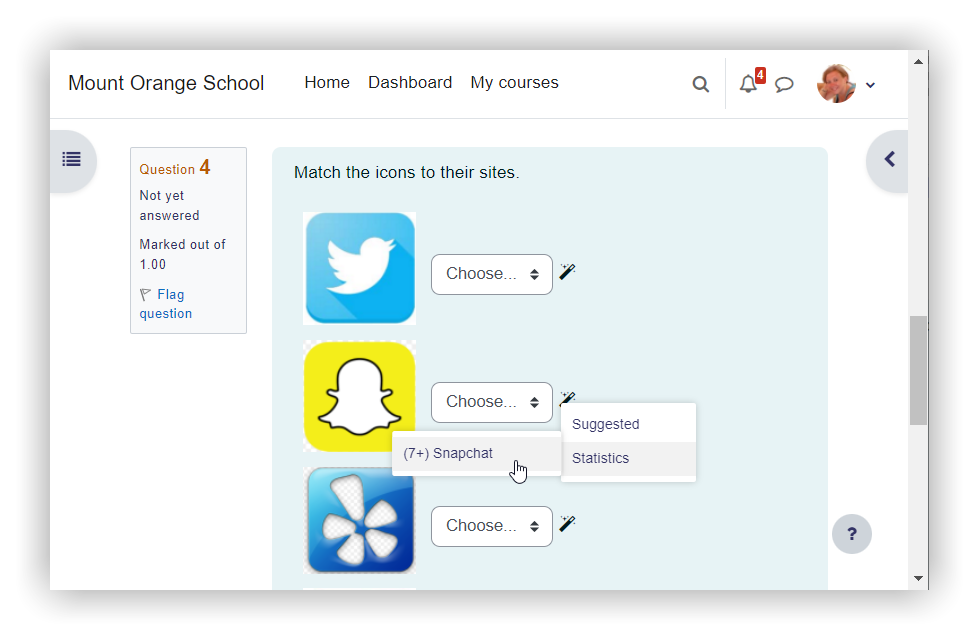 Mount Orange School Home Dashboard My courses 4
Question 4
Not yet
answered
Marked out of
1.00
Flag
question
Match the icons to their sites.
Choose...
Choose...
Suggested
(7+) Snapchat
Statistics
Choose...
?